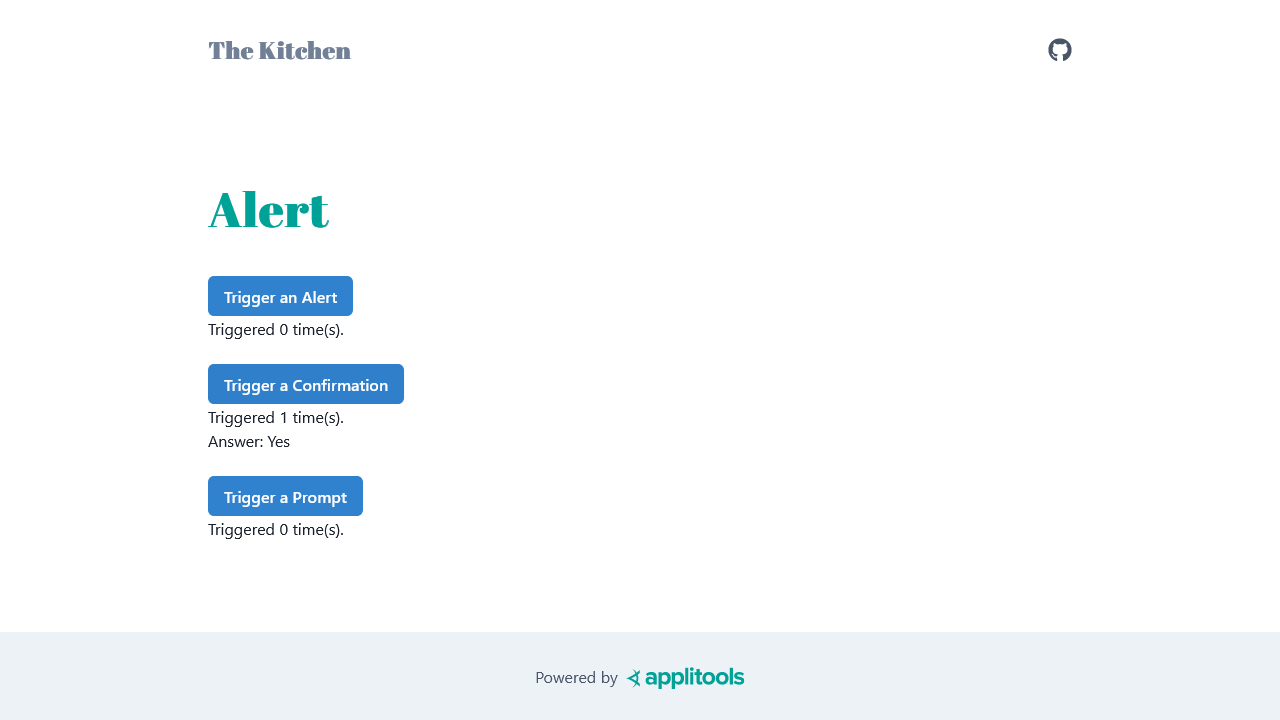 The Kitchen
Alert
Trigger an Alert
Triggered 0 time(s).
Trigger a Confirmation
Triggered 1 time(s).
Answer: Yes
Trigger a Prompt
Triggered 0 time(s).
Powered by applitools